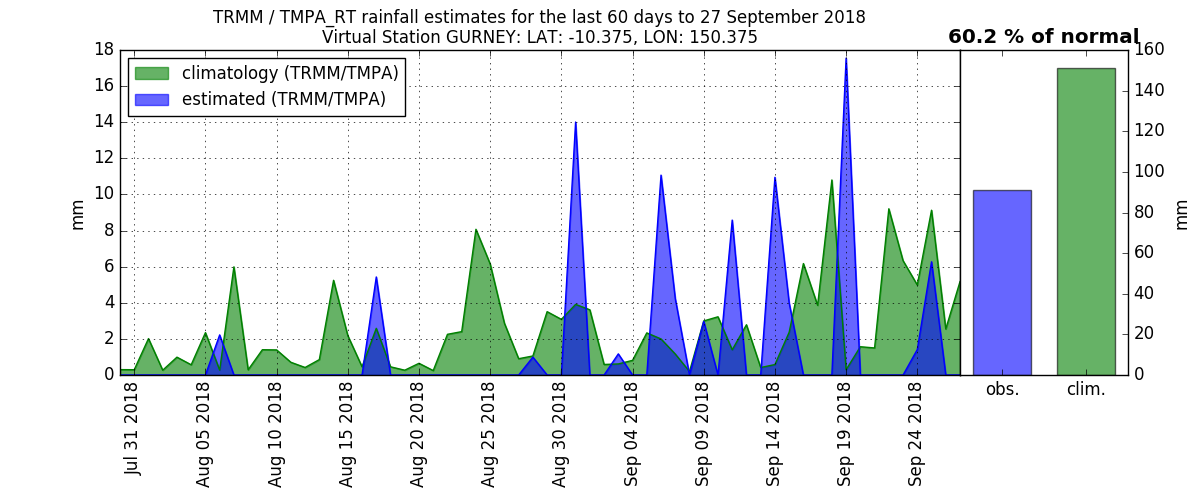 TRMM / TMPA_RT rainfall estimates for the last 60 days to 27 September 2018
Virtual Station GURNEY: LAT: -10.375, LON: 150.375
60.2 % of normal
climatology (TRMM/TMPA)
estimated (TRMM/TMPA)
mm
18
16
14
12
10
8
6
4
2
0
Jul 31 2018
Aug 05 2018
Aug 10 2018
Aug 15 2018
Aug 20 2018
Aug 25 2018
Aug 30 2018
Sep 04 2018
Sep 09 2018
Sep 14 2018
Sep 19 2018
Sep 24 2018
obs.
clim.
160
140
120
100
80
60
40
20
0
mm